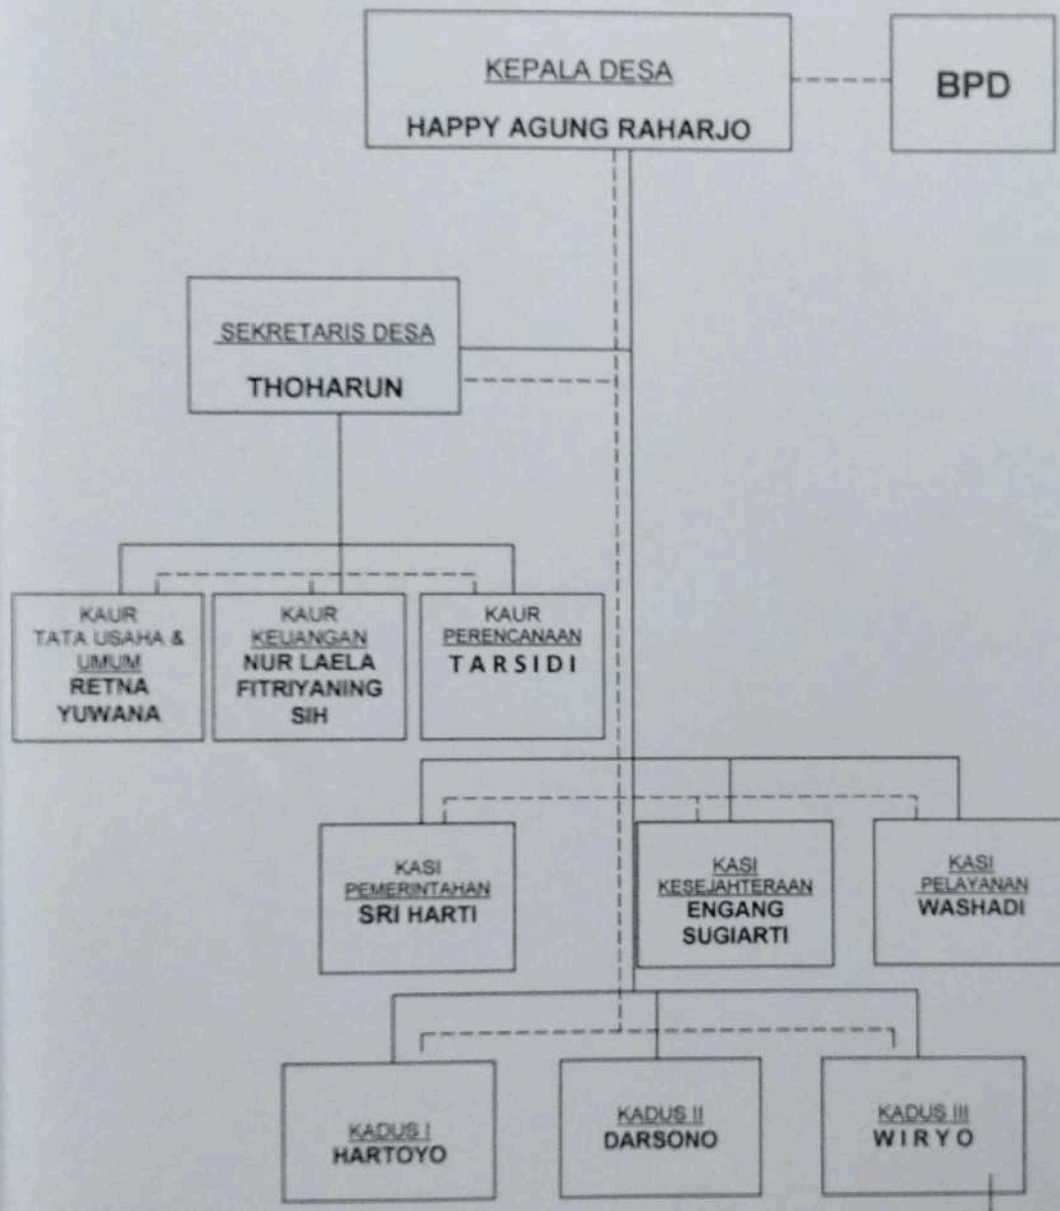 KEPALA DESA
HAPPY AGUNG RAHARJO
BPD
SEKRETARIS DESA
THOHARUN
KAUR
TATA USAHA &
UMUM
RETNA
YUWANA
KAUR
KEUANGAN
NUR LAELA
FITRIYANING
SIH
KAUR
PERENCANAAN
TARSIDI
KASI
PEMERINTAHAN
SRI HARTI
KASI
KESEJAHTERAAN
ENGANG
SUGIARTI
KASI
PELAYANAN
WASHADI
KADUS I
HARTOYO
KADUS II
DARSONO
KADUS III
WIRYO